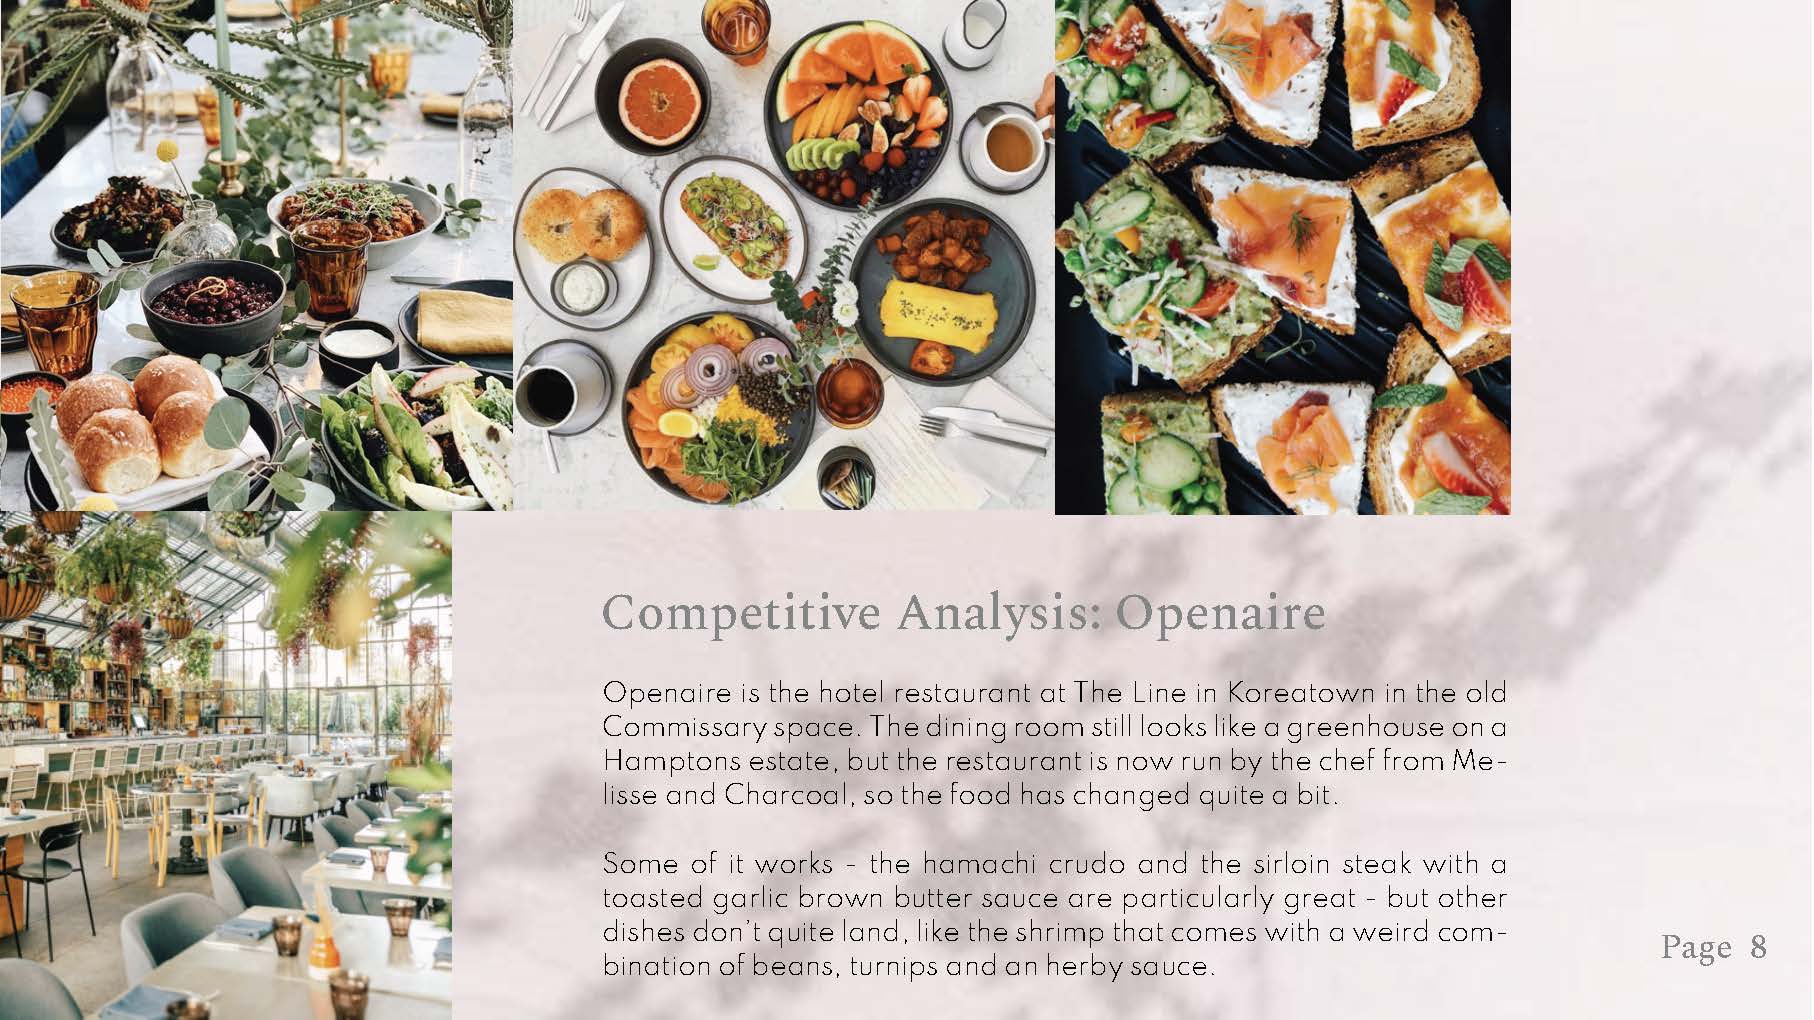 Competitive Analysis: Openaire
Openaire is the hotel restaurant at The Line in Koreatown in the old
Commissary space. The dining room still looks like a greenhouse on a
Hamptons estate, but the restaurant is now run by the chef from Me-
lisse and Charcoal, so the food has changed quite a bit.
Some of it works - the hamachi crudo and the sirloin steak with a
toasted garlic brown butter sauce are particularly great - but other
dishes don't quite land, like the shrimp that comes with a weird com-
bination of beans, turnips and an herby sauce.
Page 8